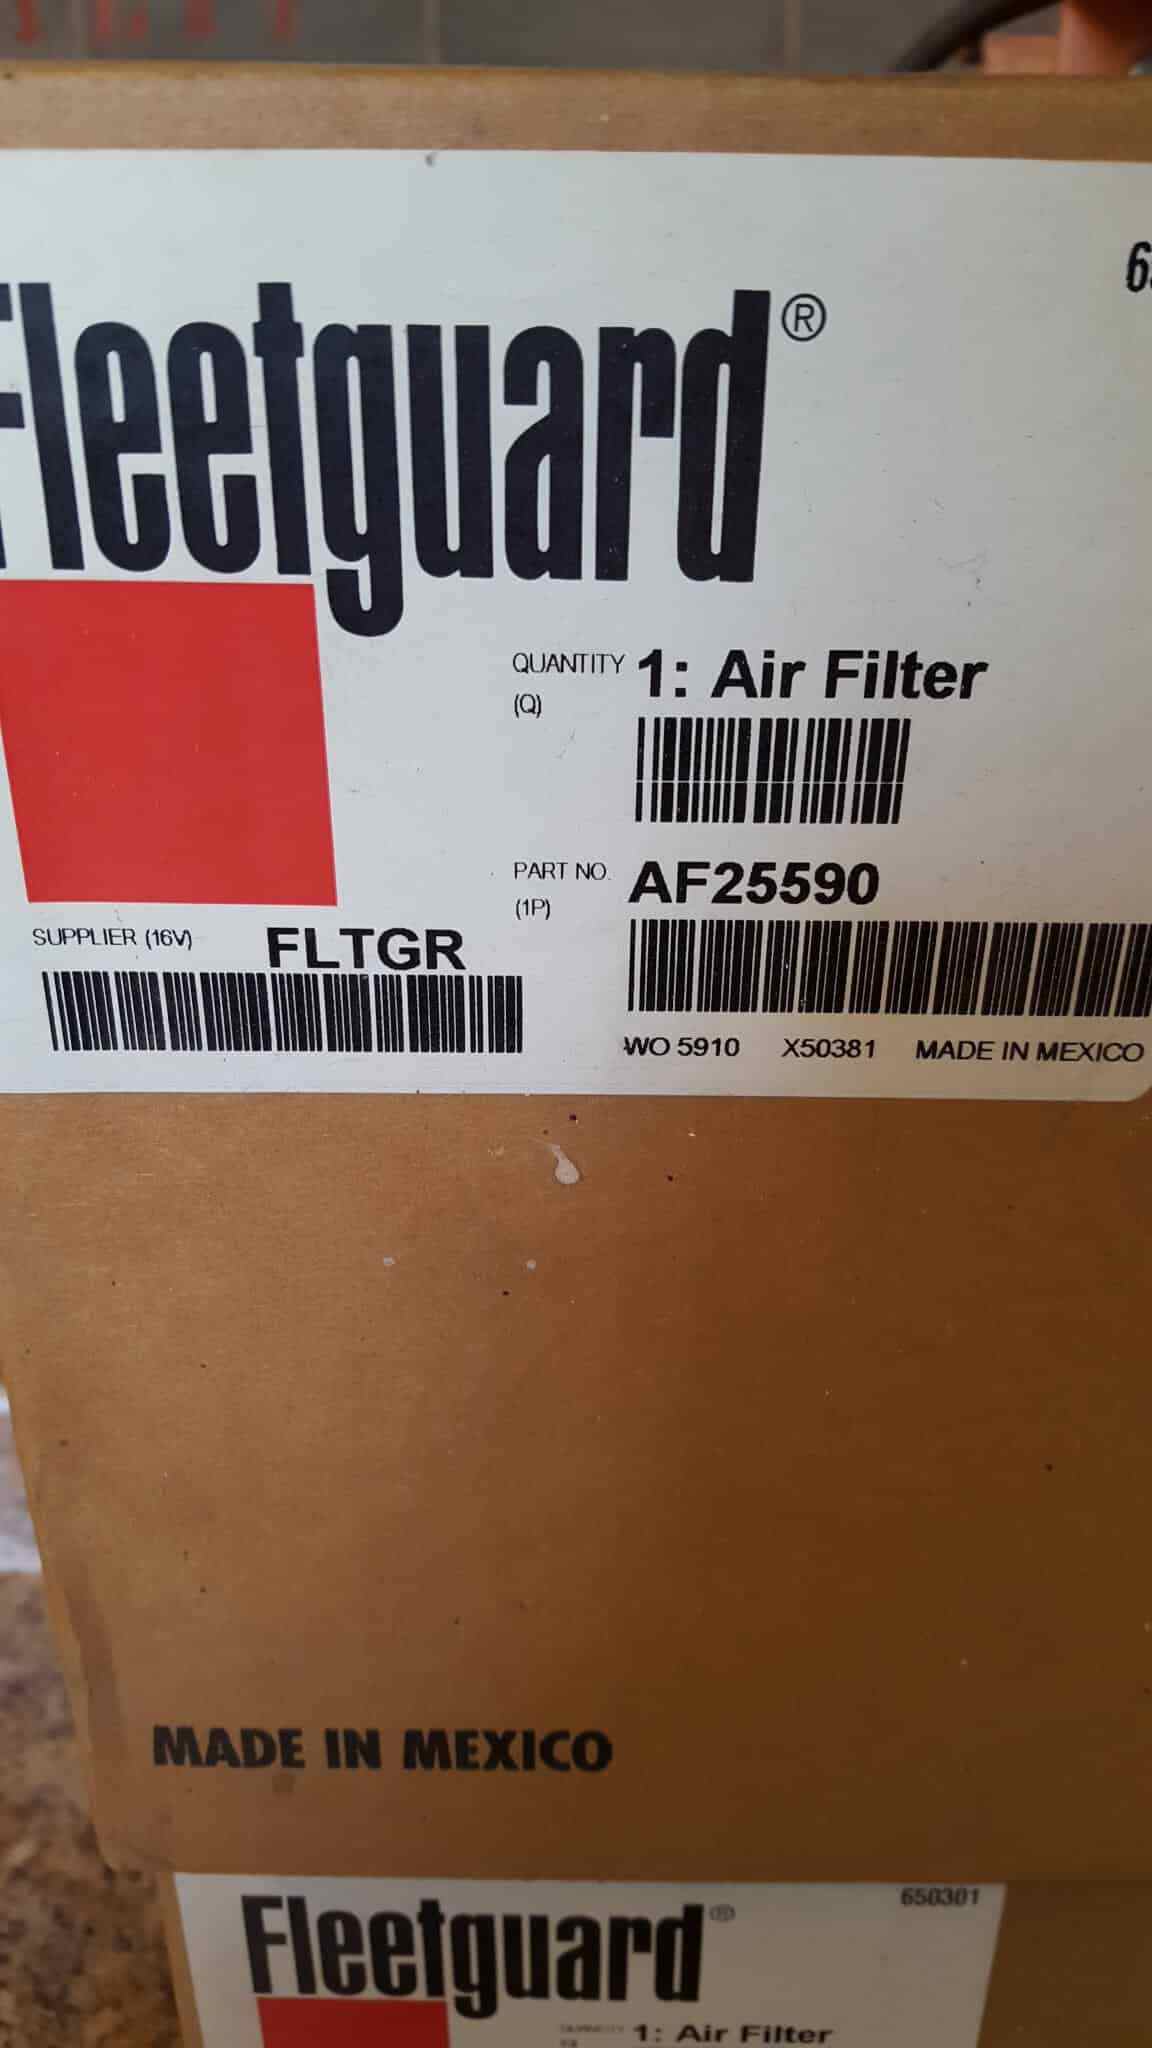 Fleetguard®
QUANTITY 1: Air Filter
(Q)
PART NO. AF25590
(1P)
SUPPLIER (16V) FLTGR
WO 5910 X50381 MADE IN MEXICO
MADE IN MEXICO
650301
Fleetguard®
QUANTITY 1: Air Filter